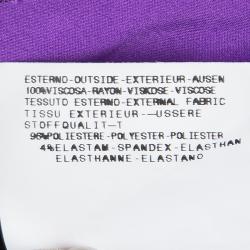 ESTERNO-OUTSIDE-EXTERIEUR-AUSEN
100%VISCOSA-RAYON-VISKOSE-VISCOSE
TESSUTO ESTERNO-EXTERNAL FABRIC
TISSU EXTERIEUR-USSERE
STOFFQUALIT-T
96%POLIESTERE-POLYESTER-POLIESTER
4%ELASTAM-SPANDEX-ELASTHAN
ELASTHANNE-ELASTANO